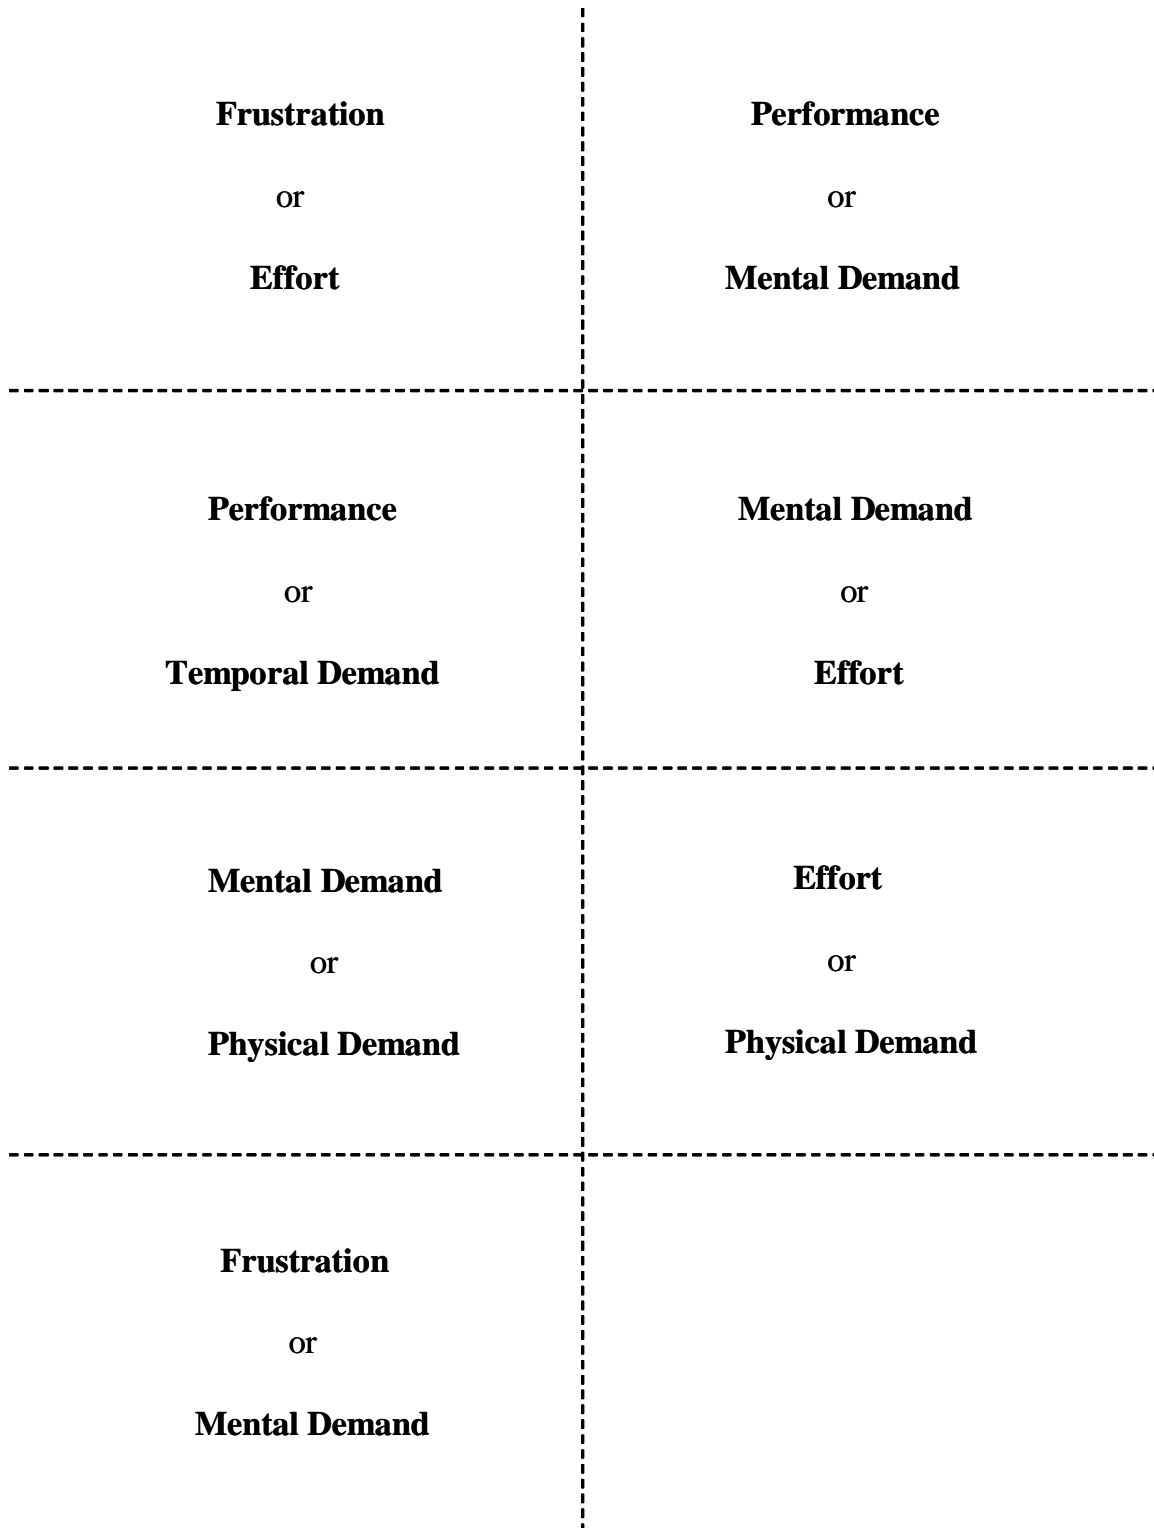 Frustration
or
Effort
Performance
or
Mental Demand
Performance
or
Temporal Demand
Mental Demand
or
Effort
Mental Demand
or
Physical Demand
Effort
or
Physical Demand
Frustration
or
Mental Demand